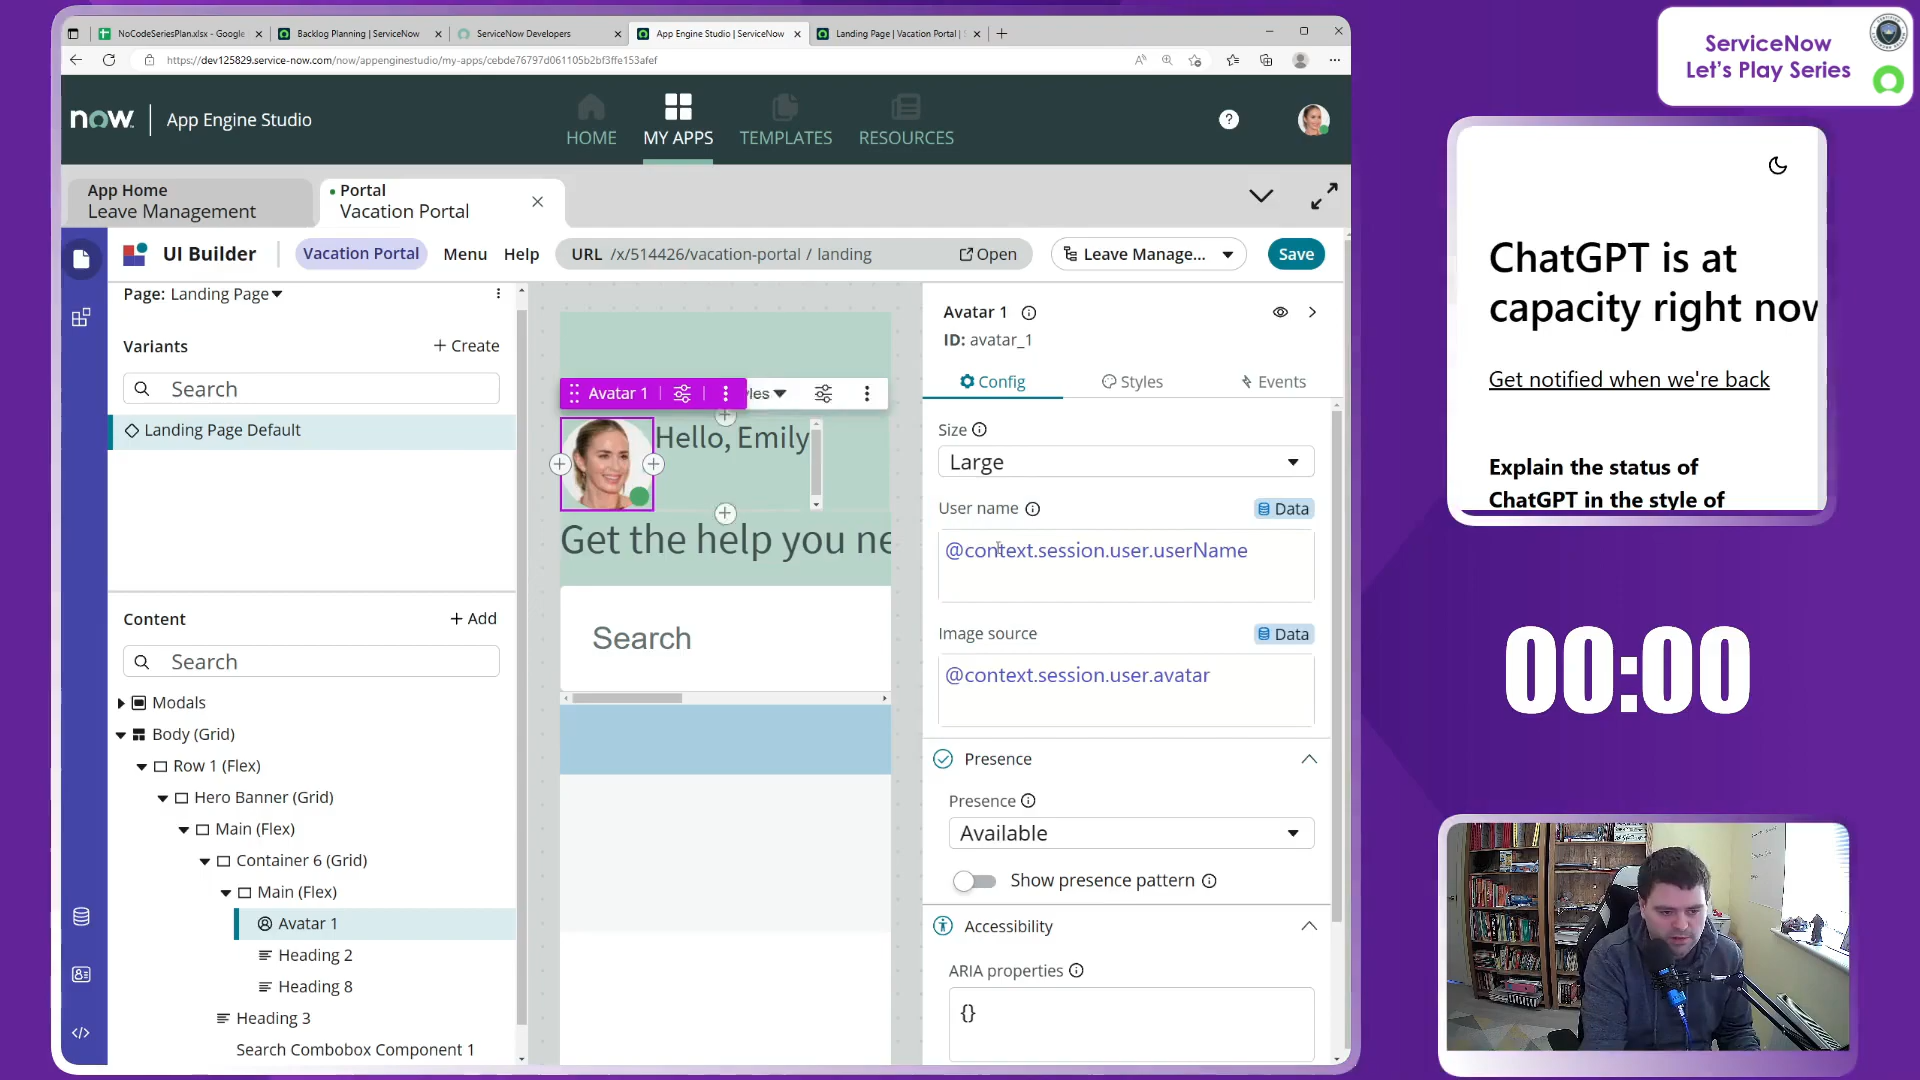 NoCodeSeriesPlan.xlsx - Google
Backlog Planning | ServiceNow
ServiceNow Developers
App Engine Studio | ServiceNow
Landing Page | Vacation Portal |
https://dev125829.service-now.com/now/appenginestudio/my-apps/cebde76797d061105b2bf3ffe153afef
now.
App Engine Studio
HOME
MY APPS
TEMPLATES
RESOURCES
?
App Home
Leave Management
Portal
Vacation Portal
UI Builder
Vacation Portal
Menu
Help
URL /x/514426/vacation-portal / landing
Open
Leave Manage...
Save
Page: Landing Page
Variants
+ Create
Search
Landing Page Default
Content
+ Add
Search
Modals
Body (Grid)
Row 1 (Flex)
Hero Banner (Grid)
Main (Flex)
Container 6 (Grid)
Main (Flex)
Avatar 1
Heading 2
Heading 8
Heading 3
Search Combobox Component 1
Avatar 1
les
Hello, Emily
Get the help you ne
Search
Avatar 1
ID: avatar_1
Config
Styles
Events
Size
Large
User name
Data
@context.session.user.userName
Image source
Data
@context.session.user.avatar
Presence
Presence
Available
Show presence pattern
Accessibility
ARIA properties
{}
ServiceNow
Let's Play Series
ChatGPT is at
capacity right now
Get notified when we're back
Explain the status of
ChatGPT in the style of
00:00